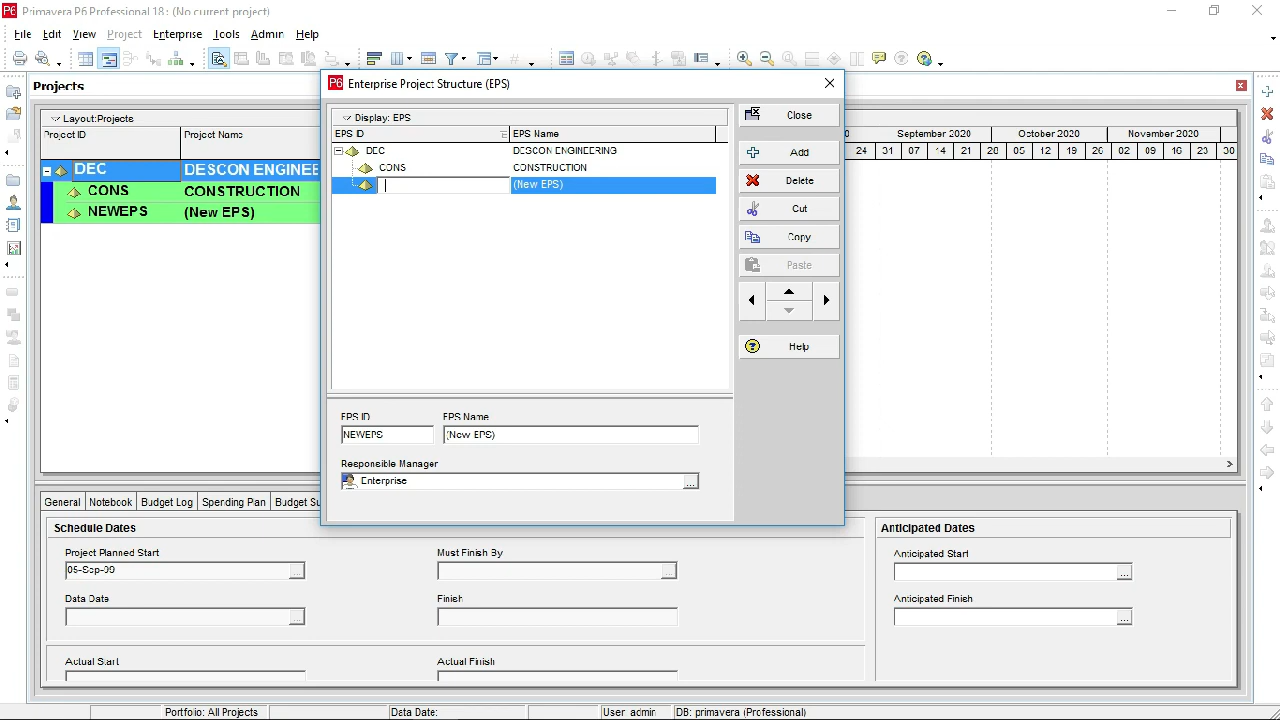 P6 Primavera P6 Professional 18 : (No current project)
File Edit View Project Enterprise Tools Admin Help
Projects
Layout:Projects
Project ID Project Name
DEC DESCON ENGINEE
CONS CONSTRUCTION
NEWEPS (New EPS)
P6 Enterprise Project Structure (EPS)
Display: EPS
EPS ID EPS Name
DEC DESCON ENGINEERING
CONS CONSTRUCTION
(New EPS)
Close
Add
Delete
Cut
Copy
Paste
Help
EPS ID EPS Name
NEWEPS (New EPS)
Responsible Manager
Enterprise ...
0 September 2020 October 2020 November 2020
24 31 07 14 21 28 05 12 19 26 02 09 16 23 30
General Notebook Budget Log Spending Plan Budget Su
Schedule Dates
Project Planned Start Must Finish By
05-Sep-09 ... ...
Data Date Finish
...
Actual Start Actual Finish
Anticipated Dates
Anticipated Start
...
Anticipated Finish
...
Portfolio: All Projects Data Date: User: admin DB: primavera (Professional)